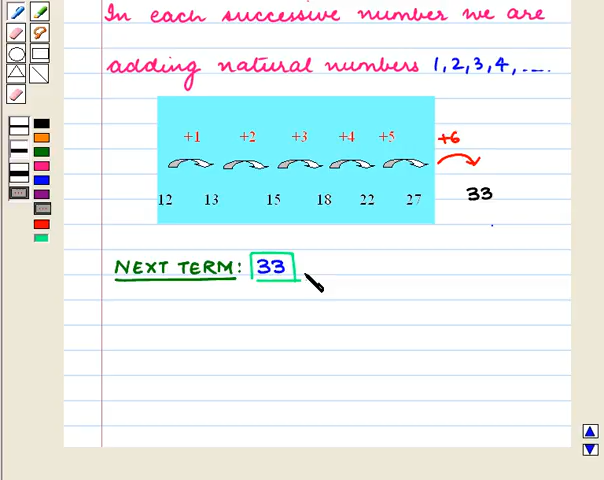 In each successive number we are
adding natural numbers 1, 2, 3, 4, ....
+1 +2 +3 +4 +5 +6
12 13 15 18 22 27 33
NEXT TERM: 33